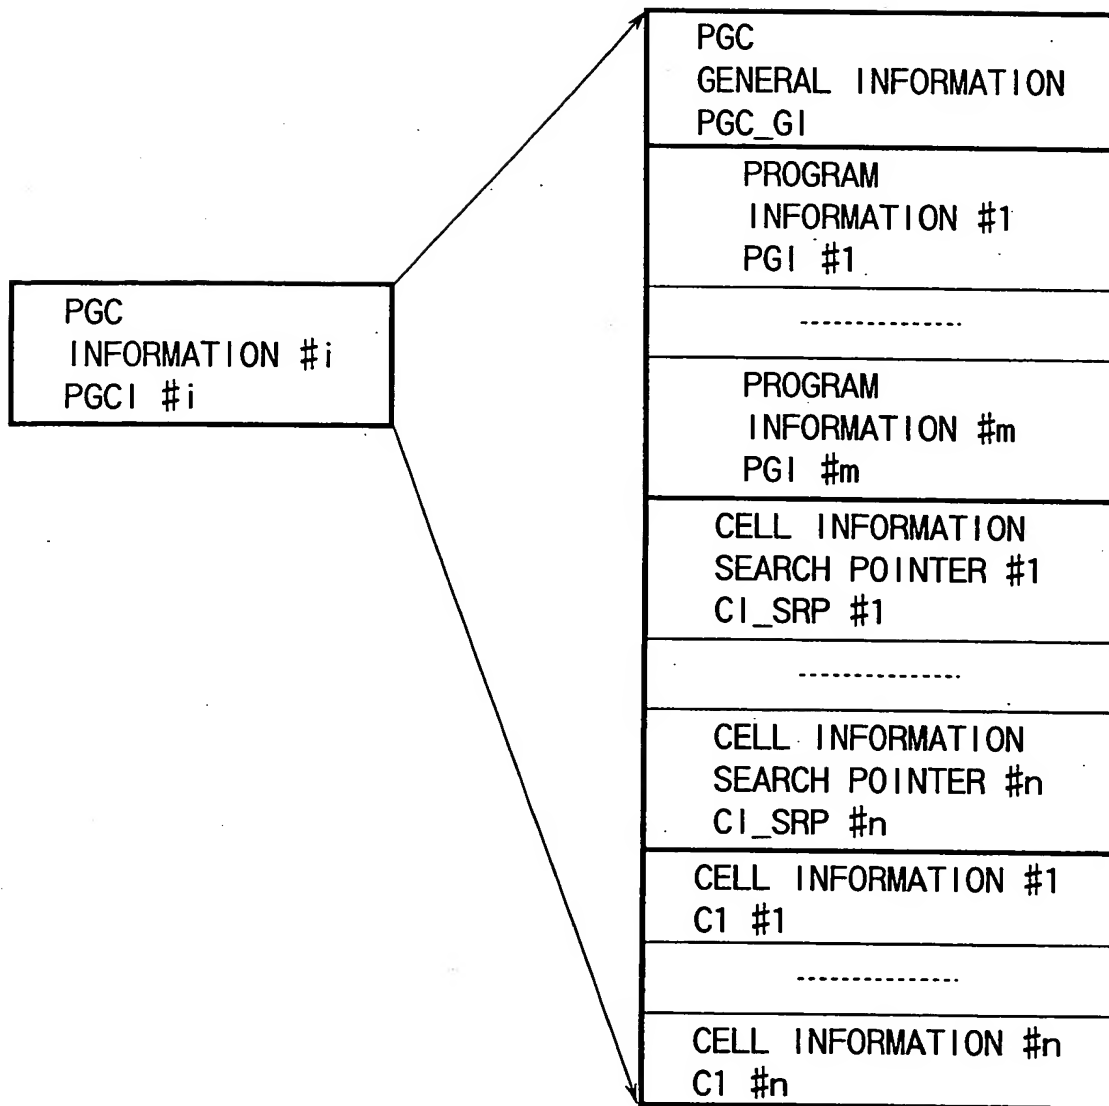 PGC
INFORMATION #i
PGCI #i
PGC
GENERAL INFORMATION
PGC_GI
PROGRAM
INFORMATION #1
PGI #1
PROGRAM
INFORMATION #m
PGI #m
CELL INFORMATION
SEARCH POINTER #1
CI_SRP #1
CELL INFORMATION
SEARCH POINTER #n
CI_SRP #n
CELL INFORMATION #1
C1 #1
CELL INFORMATION #n
C1 #n